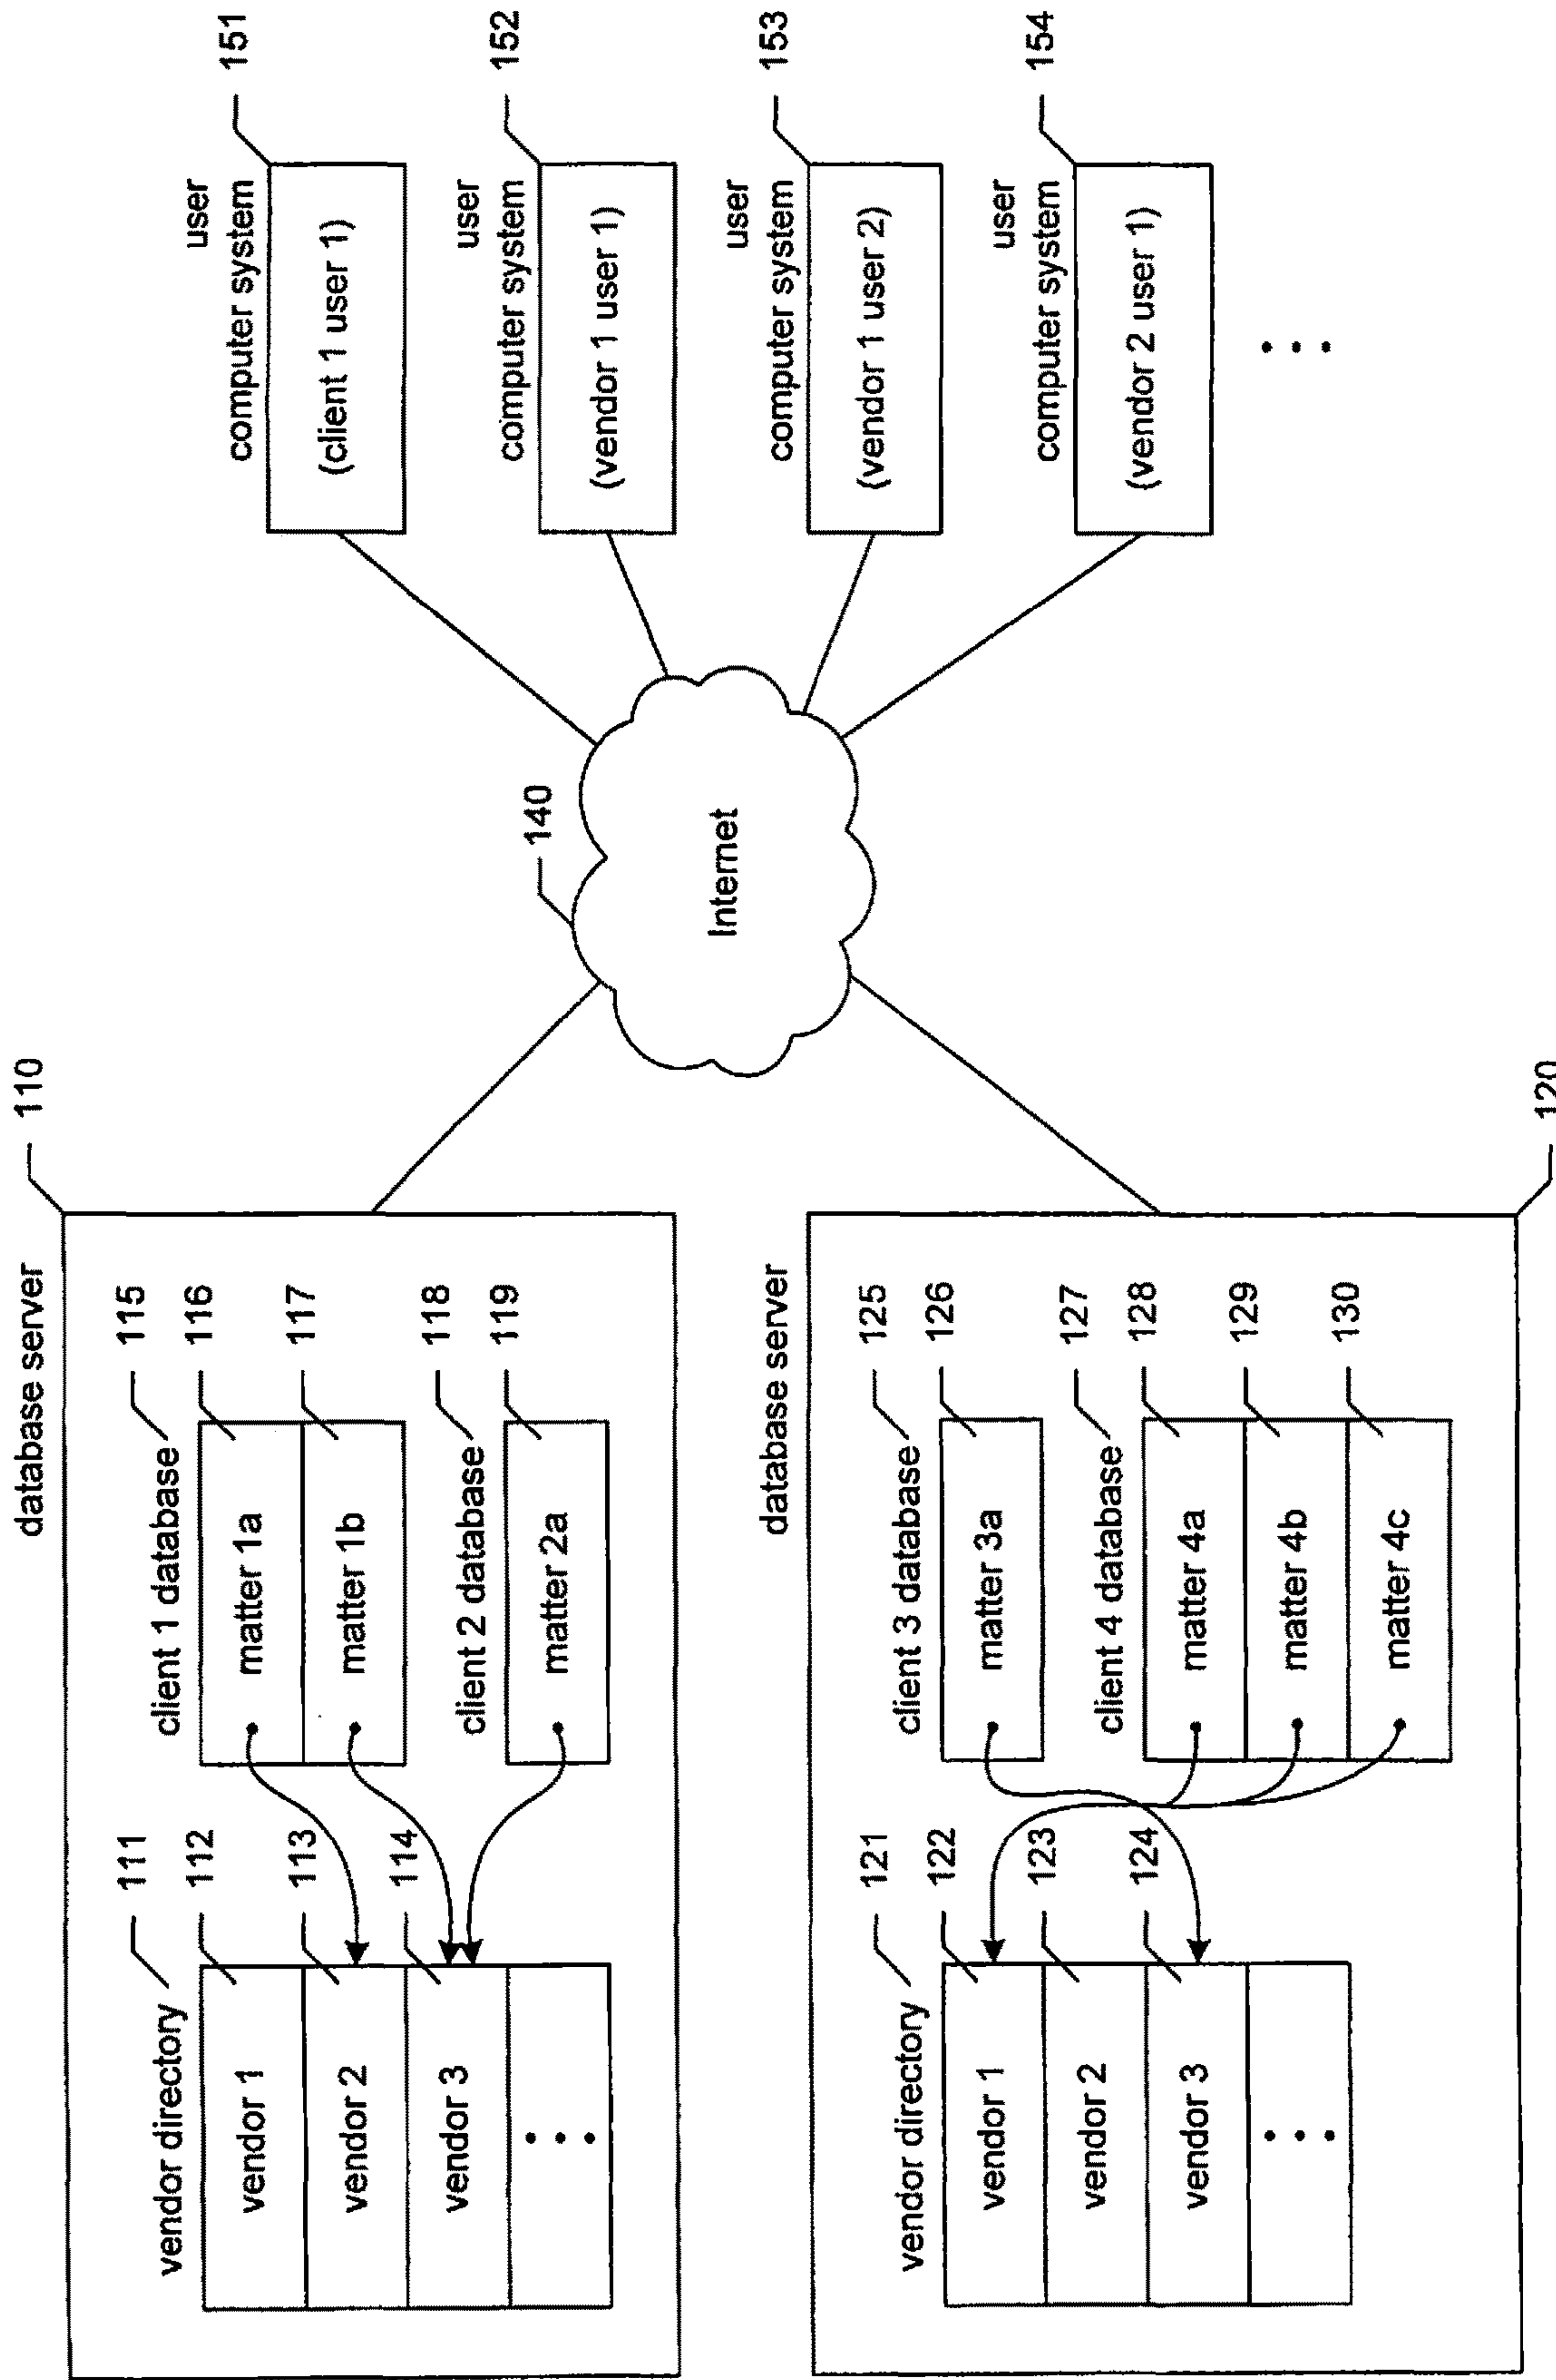 database server
110
vendor directory
111
vendor 1
112
vendor 2
113
vendor 3
114
client 1 database
115
matter 1a
116
matter 1b
117
client 2 database
118
matter 2a
119
database server
120
vendor directory
121
vendor 1
122
vendor 2
123
vendor 3
124
client 3 database
125
matter 3a
126
client 4 database
127
matter 4a
128
matter 4b
129
matter 4c
130
Internet
140
user
computer system
(client 1 user 1)
151
user
computer system
(vendor 1 user 1)
152
user
computer system
(vendor 1 user 2)
153
user
computer system
(vendor 2 user 1)
154